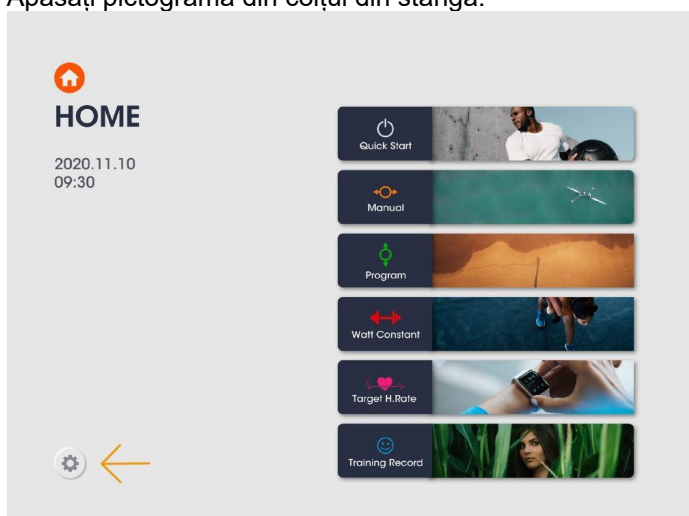 Apăsați pictograma din colțul din stânga.
HOME
2020.11.10
09:30
Quick Start
Manual
Program
Watt Constant
Target H.Rate
Training Record